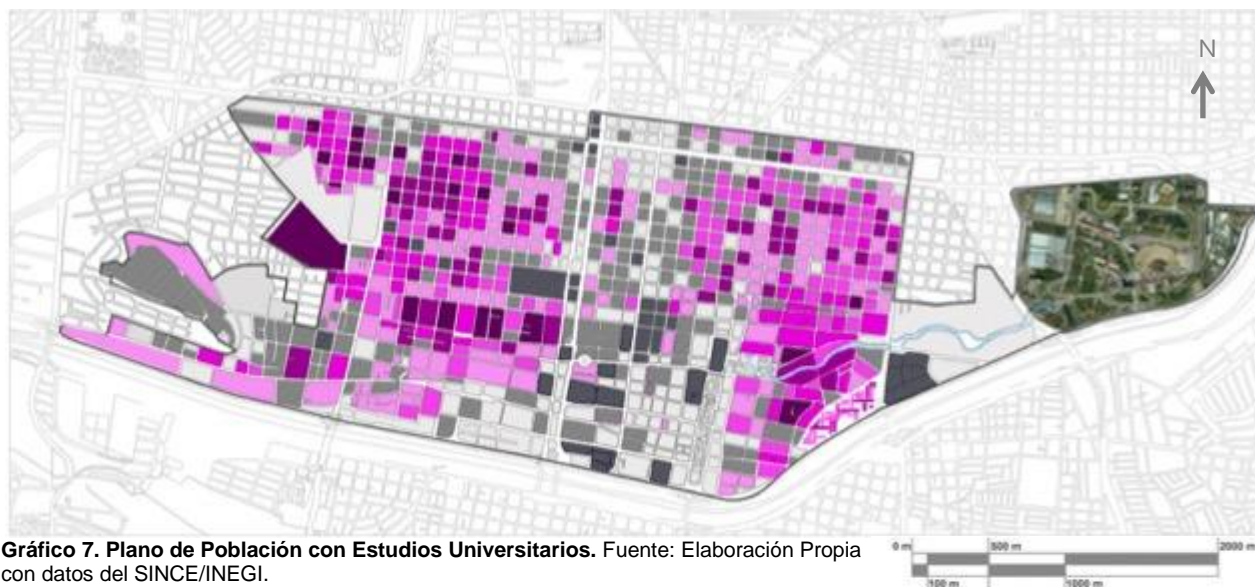 N
Gráfico 7. Plano de Población con Estudios Universitarios. Fuente: Elaboración Propia
con datos del SINCE/INEGI.
0 m 500 m 2000 m
100 m 1000 m